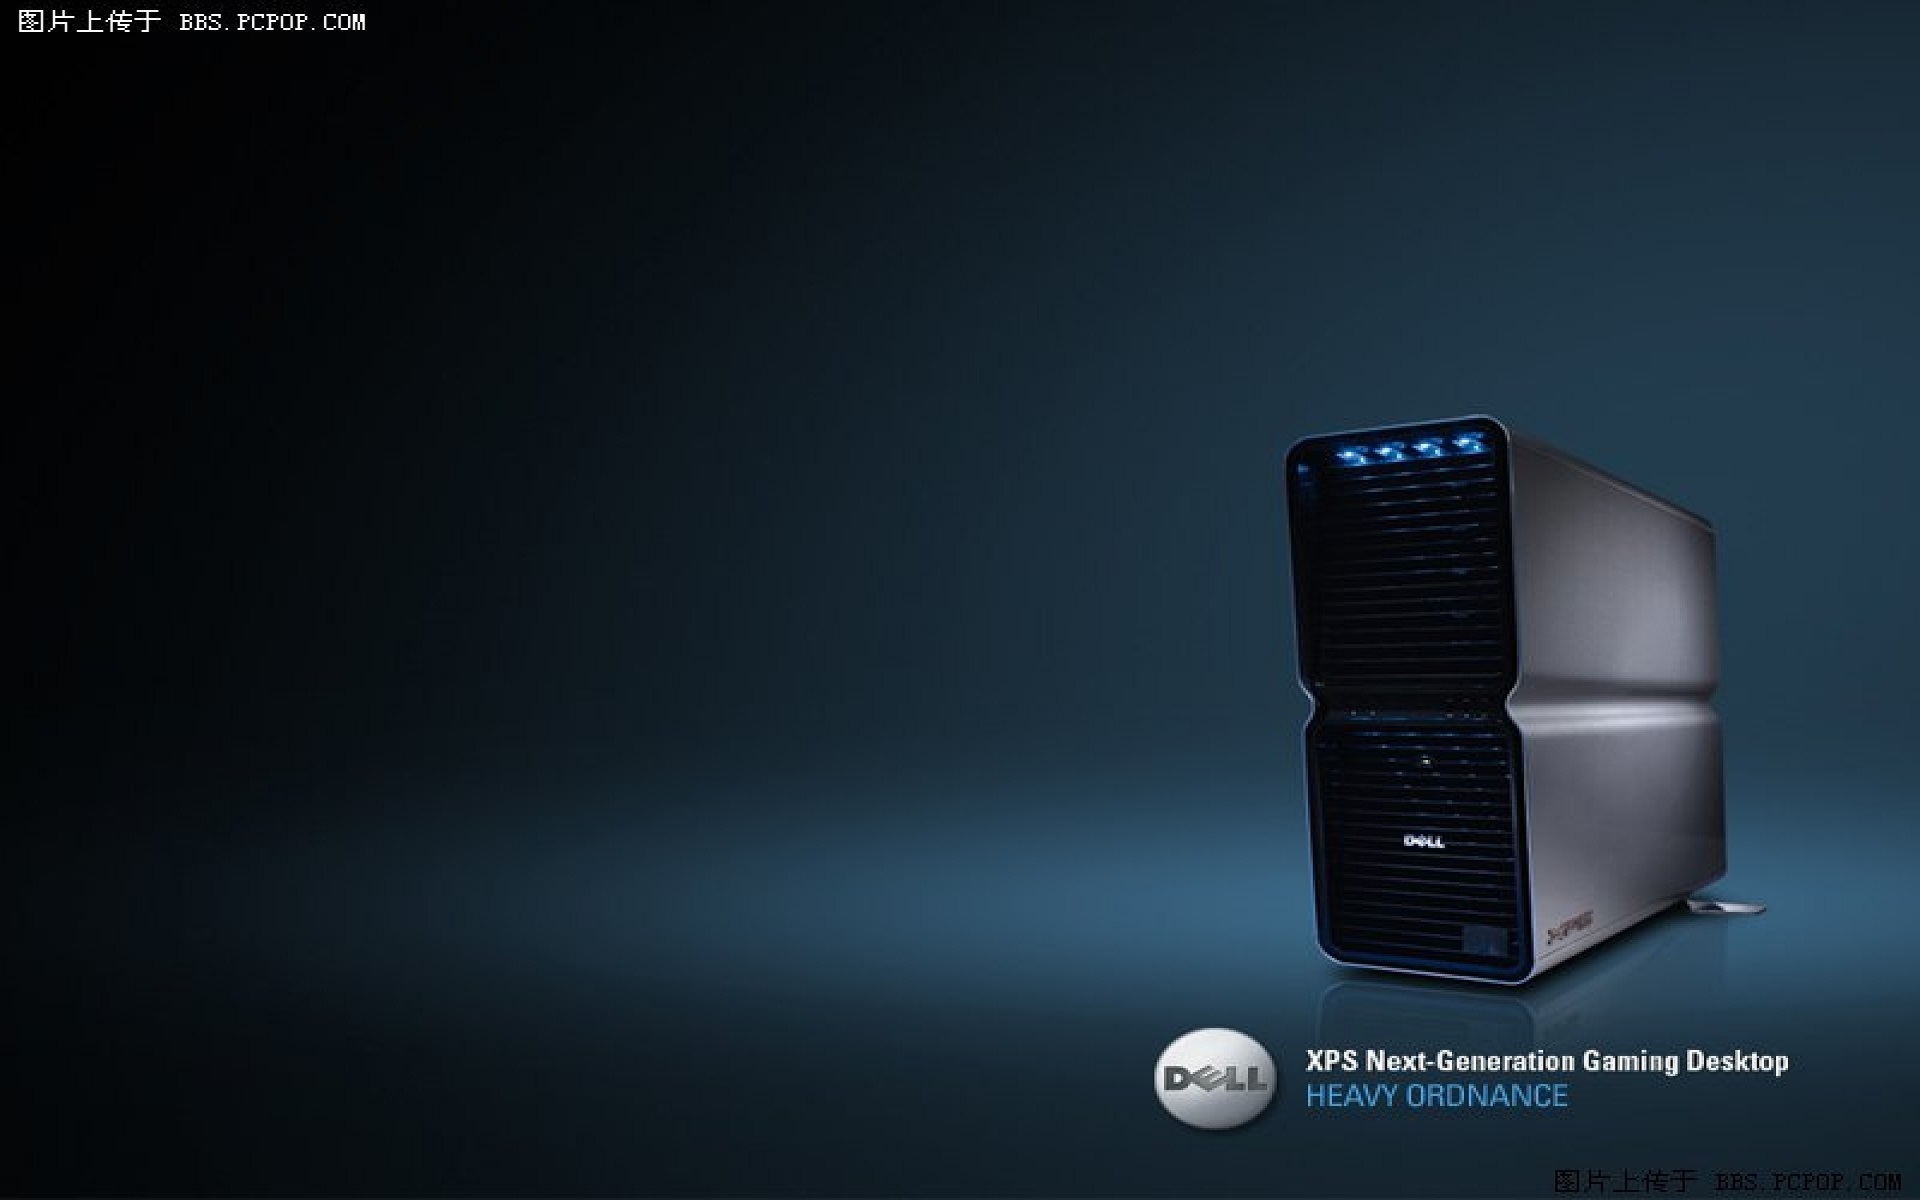 图片上传于 BBS.PCPOP.COM
DELL
DELL
XPS Next-Generation Gaming Desktop
HEAVY ORDNANCE
图片上传于 BBS.PCPOP.COM